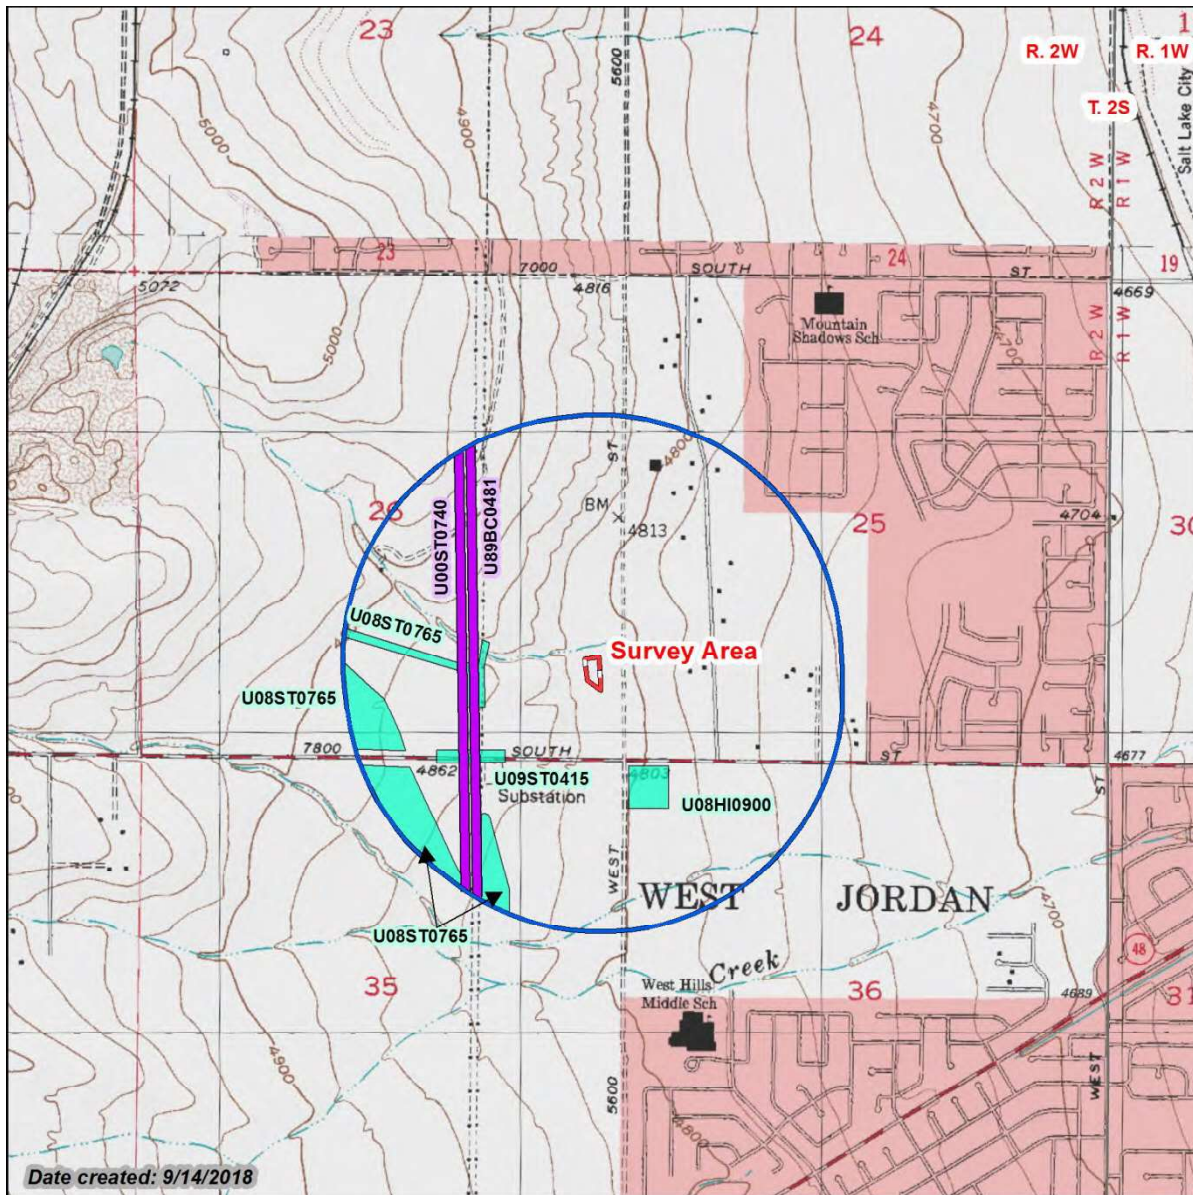 23
24
1
R. 2W
R. 1W
T. 2S
Salt Lake City
5600
5000
4900
4700
R 2 W
R 1 W
23
24
19
7000
SOUTH
ST
5072
4816
4669
5000
Mountain
Shadows Sch
R 2 W
R 1 W
4700
ST
4800
26
U00ST0740
U89BC0481
BM
4813
25
4704
30
U08ST0765
Survey Area
U08ST0765
7800
SOUTH
ST
4862
4803
4677
U09ST0415
Substation
U08HI0900
ST
WEST
WEST
JORDAN
4700
U08ST0765
48
Creek
35
West Hills
Middle Sch
36
4689
31
4900
5600
4800
WEST
Date created: 9/14/2018